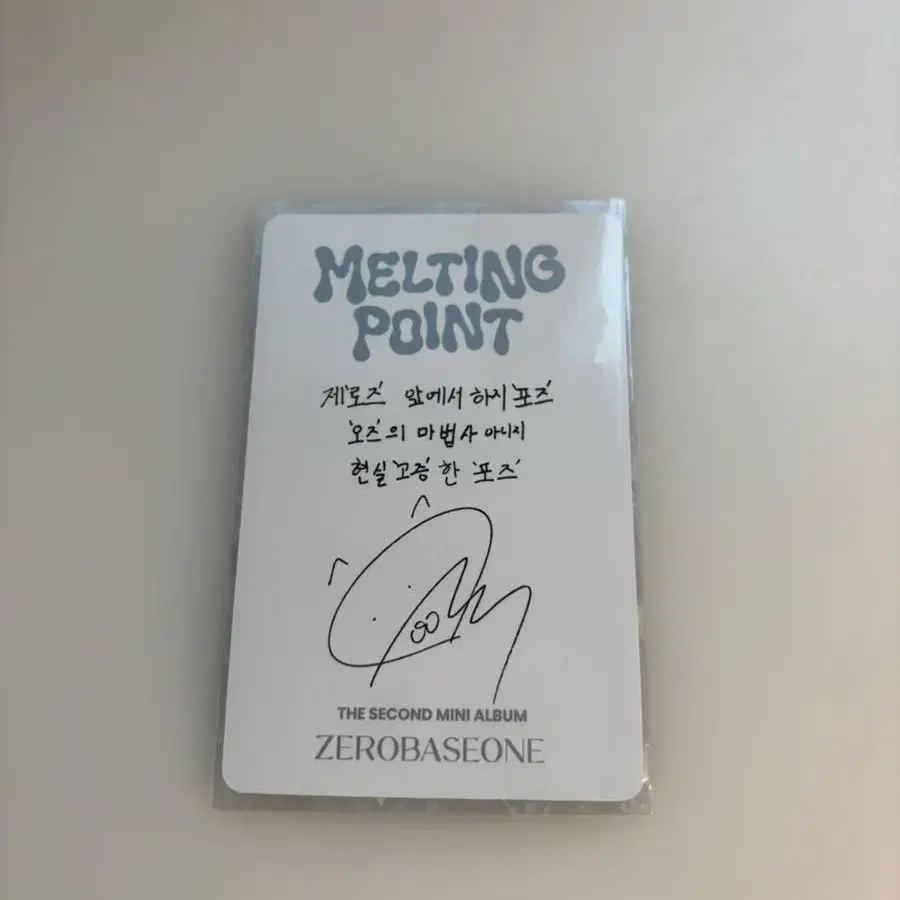 MELTING
POINT
제'로즈' 앞에서 하지 '포즈'
'오즈'의 마법사 아니지
현실 '고증' 한 '포즈'
THE SECOND MINI ALBUM
ZEROBASEONE